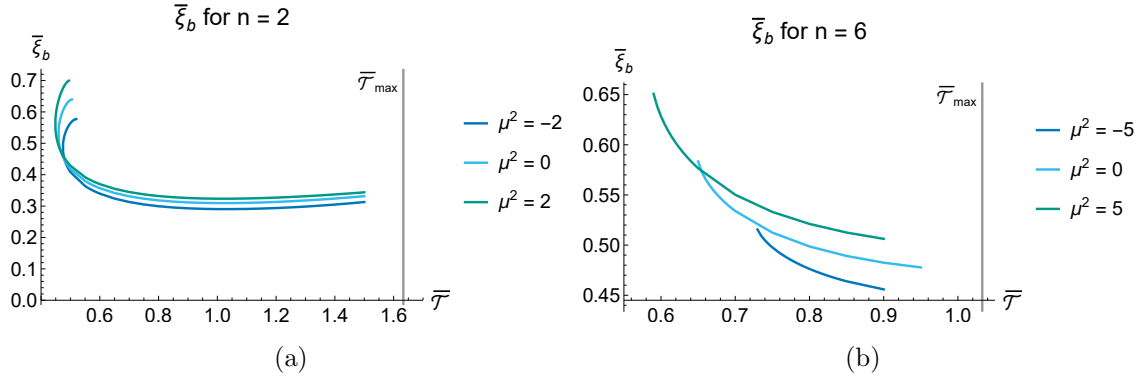 ξ̅_b for n = 2
ξ̅_b
0.7
0.6
0.5
0.4
0.3
0.2
0.1
0.0
0.6 0.8 1.0 1.2 1.4 1.6
𝒯̅
𝒯̅_max
μ² = -2
μ² = 0
μ² = 2
(a)
ξ̅_b for n = 6
ξ̅_b
0.65
0.60
0.55
0.50
0.45
0.6 0.7 0.8 0.9 1.0
𝒯̅
𝒯̅_max
μ² = -5
μ² = 0
μ² = 5
(b)